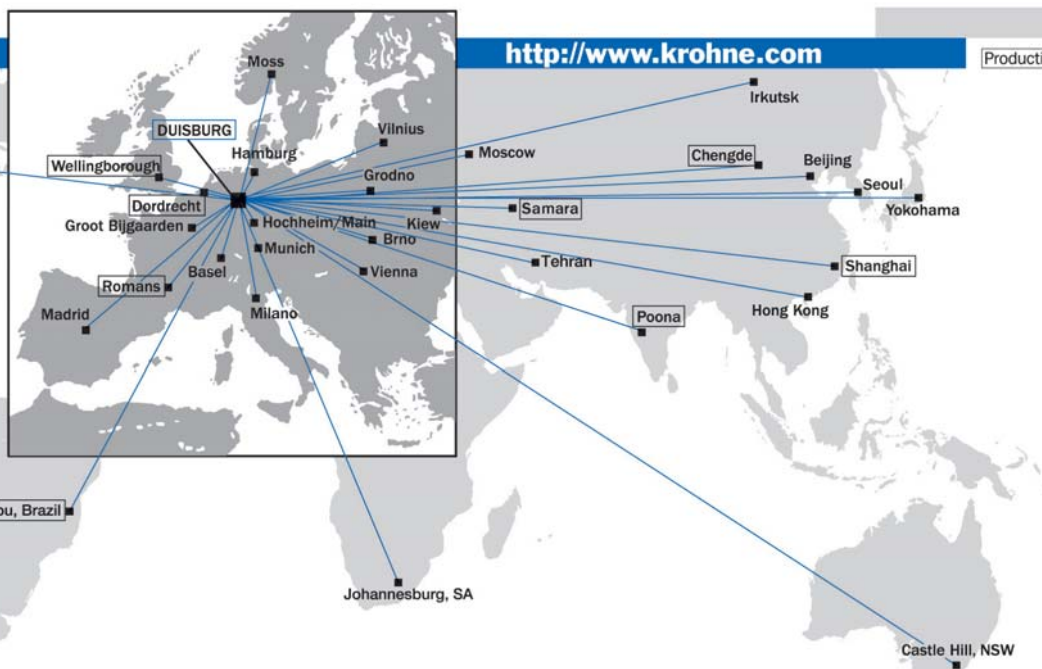 http://www.krohne.com
Moss
Irkutsk
DUISBURG
Vilnius
Hamburg
Moscow
Wellingborough
Chengde
Beijing
Grodno
Seoul
Dordrecht
Samara
Yokohama
Groot Bijgaarden
Hochheim/Main
Kiew
Brno
Munich
Basel
Vienna
Tehran
Shanghai
Romans
Madrid
Milano
Poona
Hong Kong
Brazil
Johannesburg, SA
Castle Hill, NSW